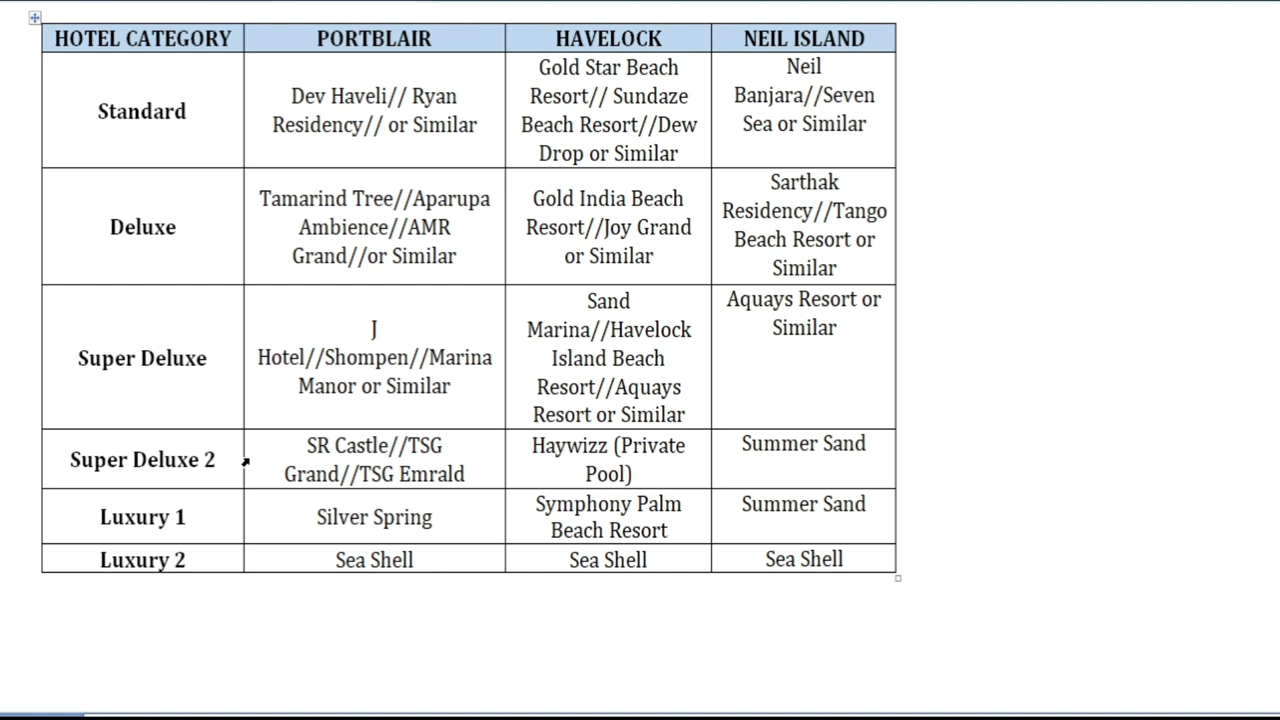 HOTEL CATEGORY PORTBLAIR HAVELOCK NEIL ISLAND
Standard
Dev Haveli// Ryan
Residency// or Similar
Gold Star Beach
Resort// Sundaze
Beach Resort//Dew
Drop or Similar
Neil
Banjara//Seven
Sea or Similar
Deluxe
Tamarind Tree//Aparupa
Ambience//AMR
Grand//or Similar
Gold India Beach
Resort//Joy Grand
or Similar
Sarthak
Residency//Tango
Beach Resort or
Similar
Super Deluxe
J
Hotel//Shompen//Marina
Manor or Similar
Sand
Marina//Havelock
Island Beach
Resort//Aquays
Resort or Similar
Aquays Resort or
Similar
Super Deluxe 2
SR Castle//TSG
Grand//TSG Emrald
Haywizz (Private
Pool)
Summer Sand
Luxury 1
Silver Spring
Symphony Palm
Beach Resort
Summer Sand
Luxury 2
Sea Shell
Sea Shell
Sea Shell